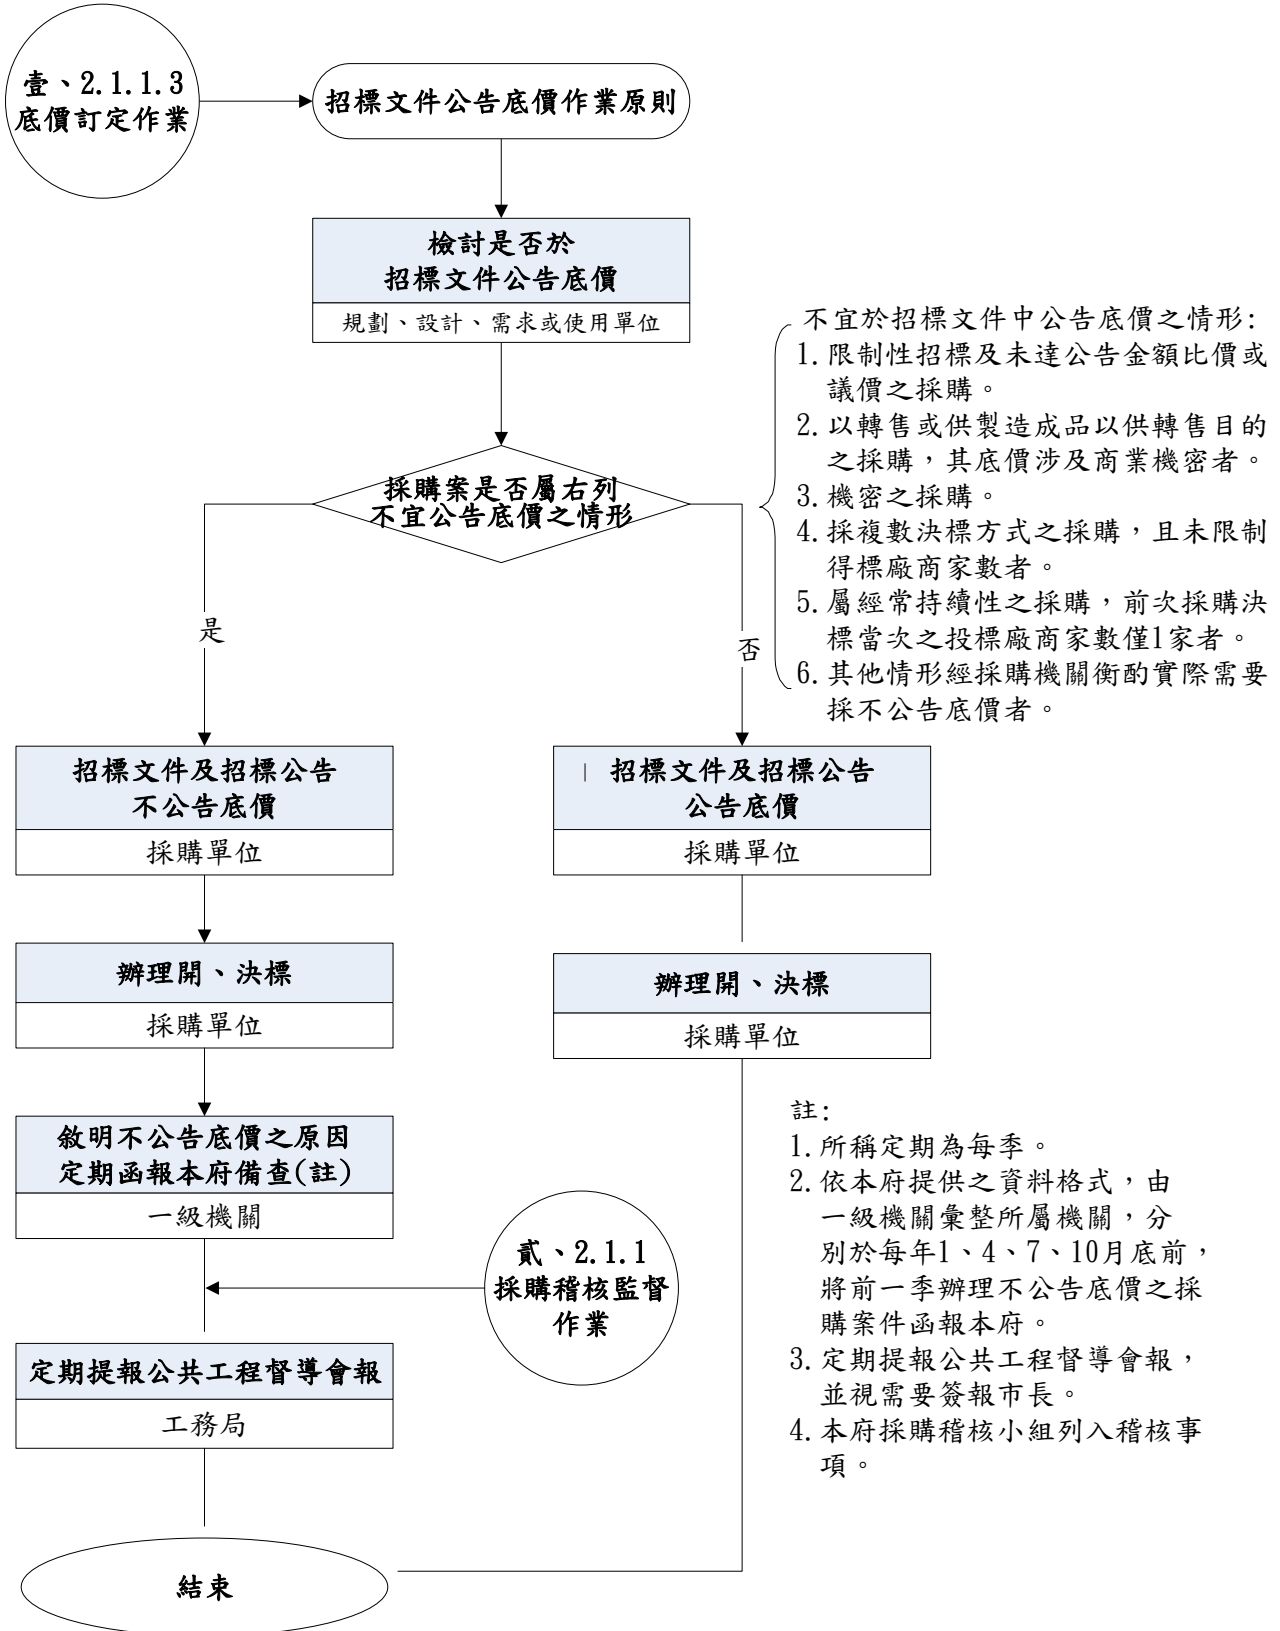 壹、2.1.1.3
底價訂定作業
招標文件公告底價作業原則
檢討是否於
招標文件公告底價
規劃、設計、需求或使用單位
採購案是否屬右列
不宜公告底價之情形
不宜於招標文件中公告底價之情形:
1.限制性招標及未達公告金額比價或
議價之採購。
2.以轉售或供製造成品以供轉售目的
之採購，其底價涉及商業機密者。
3.機密之採購。
4.採複數決標方式之採購，且未限制
得標廠商家數者。
5.屬經常持續性之採購，前次採購決
標當次之投標廠商家數僅1家者。
6.其他情形經採購機關衡酌實際需要
採不公告底價者。
是
否
招標文件及招標公告
不公告底價
採購單位
招標文件及招標公告
公告底價
採購單位
辦理開、決標
採購單位
辦理開、決標
採購單位
敘明不公告底價之原因
定期函報本府備查(註)
一級機關
貳、2.1.1
採購稽核監督
作業
定期提報公共工程督導會報
工務局
結束
註:
1.所稱定期為每季。
2.依本府提供之資料格式，由
一級機關彙整所屬機關，分
別於每年1、4、7、10月底前，
將前一季辦理不公告底價之採
購案件函報本府。
3.定期提報公共工程督導會報，
並視需要簽報市長。
4.本府採購稽核小組列入稽核事
項。